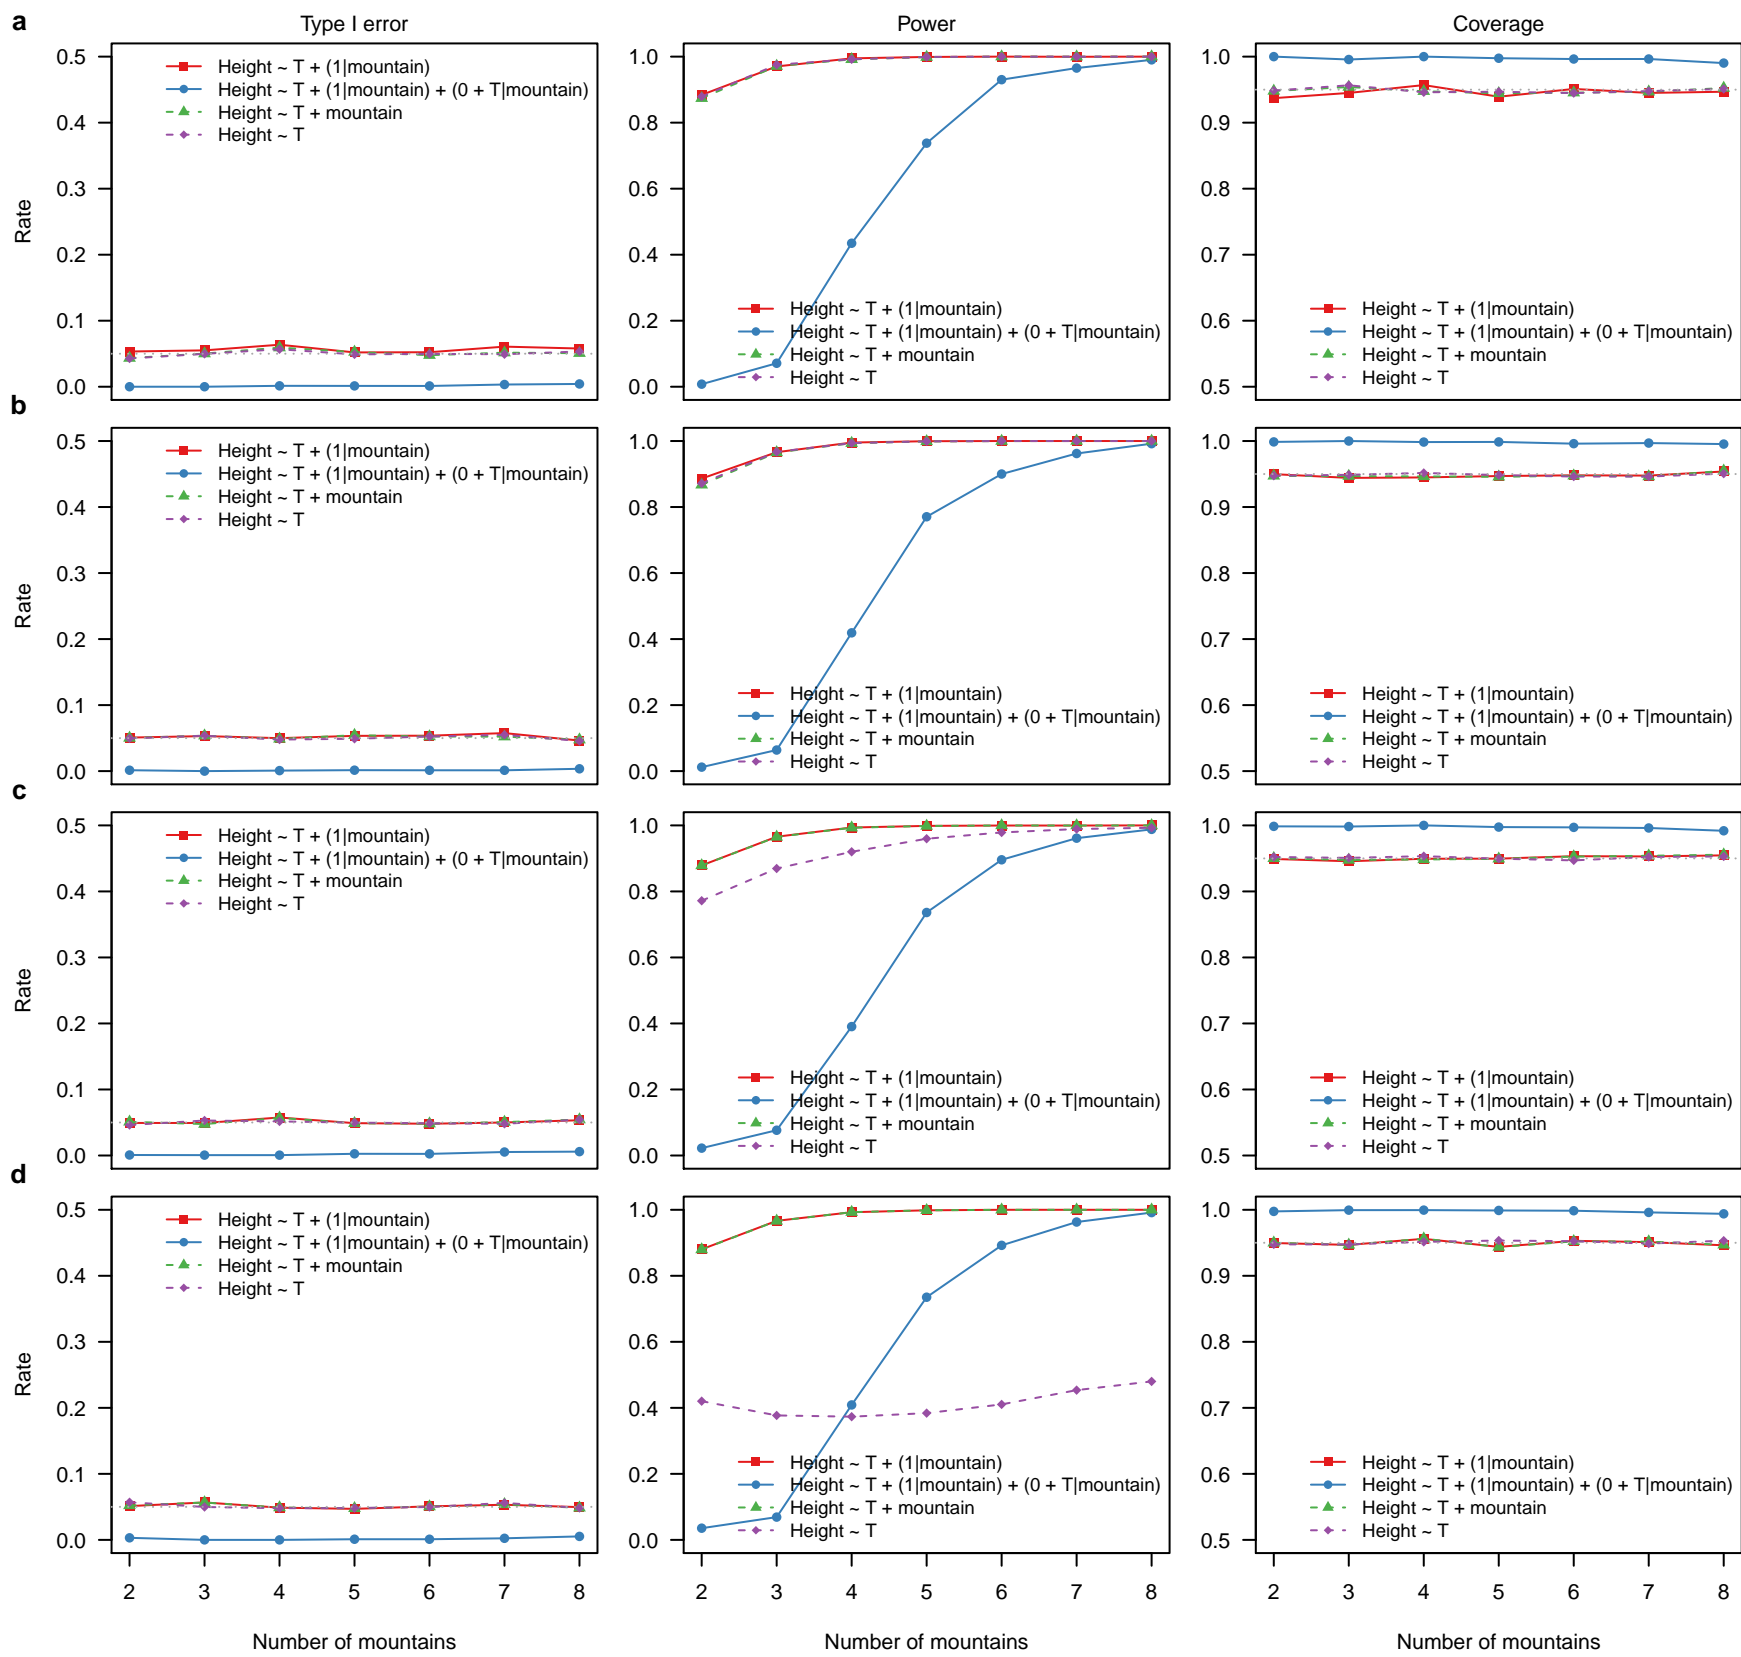 a
Type I error
Power
Coverage
Rate
0.5
0.4
0.3
0.2
0.1
0.0
Height ~ T + (1|mountain)
Height ~ T + (1|mountain) + (0 + T|mountain)
Height ~ T + mountain
Height ~ T
1.0
0.8
0.6
0.4
0.2
0.0
Height ~ T + (1|mountain)
Height ~ T + (1|mountain) + (0 + T|mountain)
Height ~ T + mountain
Height ~ T
1.0
0.9
0.8
0.7
0.6
0.5
Height ~ T + (1|mountain)
Height ~ T + (1|mountain) + (0 + T|mountain)
Height ~ T + mountain
Height ~ T
b
Rate
0.5
0.4
0.3
0.2
0.1
0.0
Height ~ T + (1|mountain)
Height ~ T + (1|mountain) + (0 + T|mountain)
Height ~ T + mountain
Height ~ T
1.0
0.8
0.6
0.4
0.2
0.0
Height ~ T + (1|mountain)
Height ~ T + (1|mountain) + (0 + T|mountain)
Height ~ T + mountain
Height ~ T
1.0
0.9
0.8
0.7
0.6
0.5
Height ~ T + (1|mountain)
Height ~ T + (1|mountain) + (0 + T|mountain)
Height ~ T + mountain
Height ~ T
c
Rate
0.5
0.4
0.3
0.2
0.1
0.0
Height ~ T + (1|mountain)
Height ~ T + (1|mountain) + (0 + T|mountain)
Height ~ T + mountain
Height ~ T
1.0
0.8
0.6
0.4
0.2
0.0
Height ~ T + (1|mountain)
Height ~ T + (1|mountain) + (0 + T|mountain)
Height ~ T + mountain
Height ~ T
1.0
0.9
0.8
0.7
0.6
0.5
Height ~ T + (1|mountain)
Height ~ T + (1|mountain) + (0 + T|mountain)
Height ~ T + mountain
Height ~ T
d
Rate
0.5
0.4
0.3
0.2
0.1
0.0
Height ~ T + (1|mountain)
Height ~ T + (1|mountain) + (0 + T|mountain)
Height ~ T + mountain
Height ~ T
2 3 4 5 6 7 8
Number of mountains
1.0
0.8
0.6
0.4
0.2
0.0
Height ~ T + (1|mountain)
Height ~ T + (1|mountain) + (0 + T|mountain)
Height ~ T + mountain
Height ~ T
2 3 4 5 6 7 8
Number of mountains
1.0
0.9
0.8
0.7
0.6
0.5
Height ~ T + (1|mountain)
Height ~ T + (1|mountain) + (0 + T|mountain)
Height ~ T + mountain
Height ~ T
2 3 4 5 6 7 8
Number of mountains